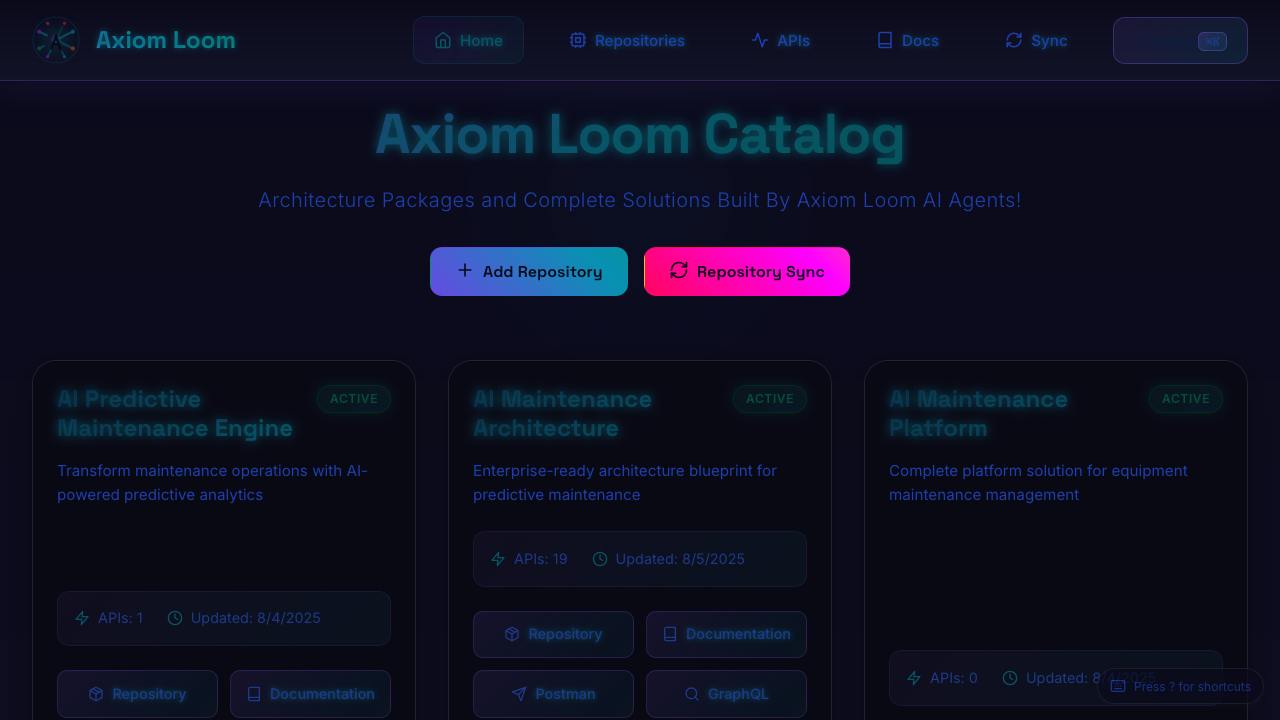 Axiom Loom
Home
Repositories
APIs
Docs
Sync
⌘K
Axiom Loom Catalog
Architecture Packages and Complete Solutions Built By Axiom Loom AI Agents!
Add Repository
Repository Sync
AI Predictive
Maintenance Engine
ACTIVE
Transform maintenance operations with AI-
powered predictive analytics
APIs: 1
Updated: 8/4/2025
Repository
Documentation
AI Maintenance
Architecture
ACTIVE
Enterprise-ready architecture blueprint for
predictive maintenance
APIs: 19
Updated: 8/5/2025
Repository
Documentation
Postman
GraphQL
AI Maintenance
Platform
ACTIVE
Complete platform solution for equipment
maintenance management
APIs: 0
Updated: 8/4/2025
Press ? for shortcuts